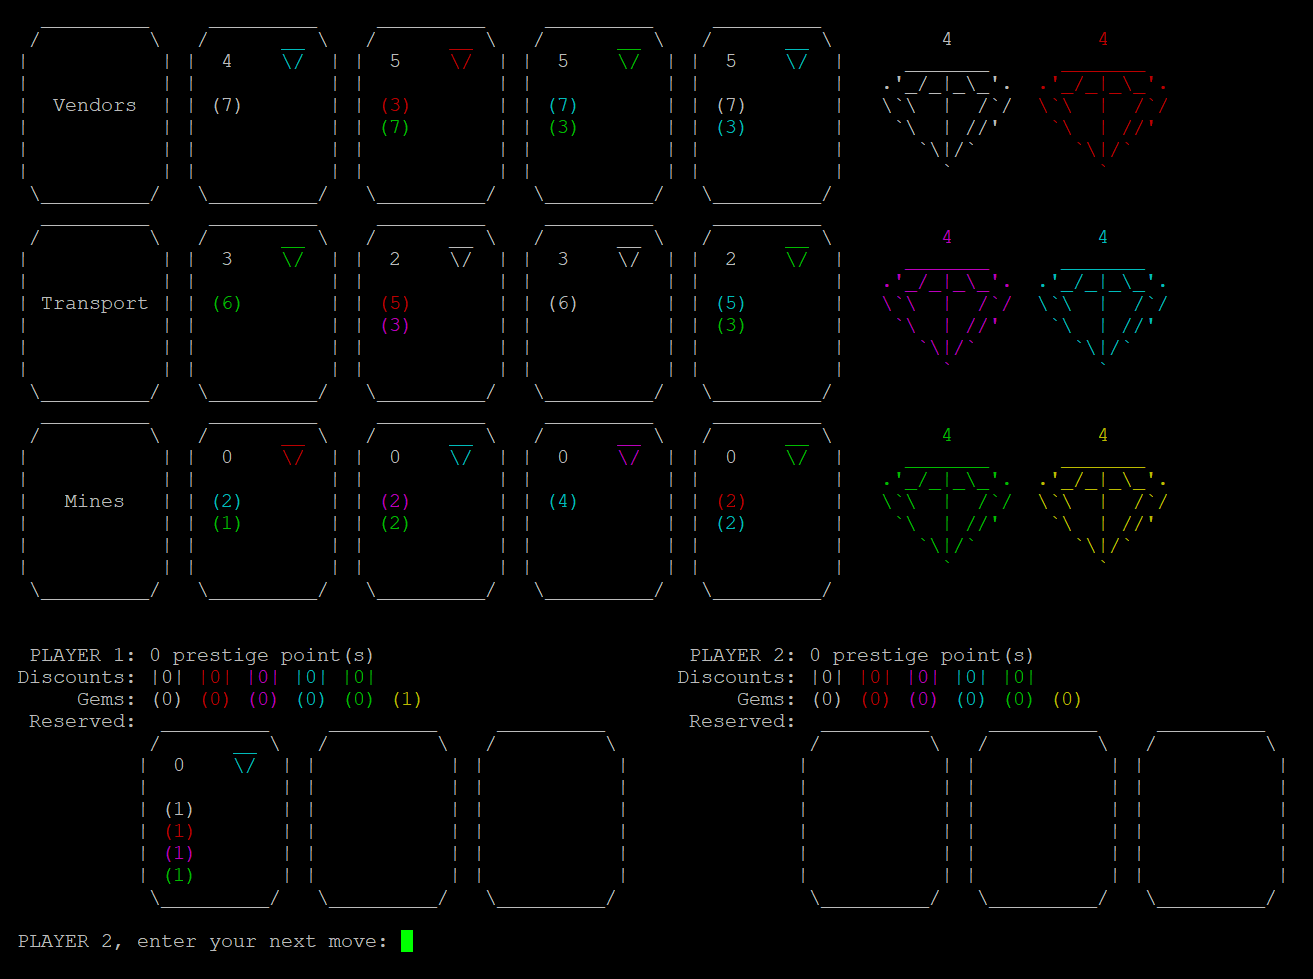 4 5 5 5 4 4
Vendors (7) (3) (7) (7)
(7) (3) (3)
3 2 3 2 4 4
Transport (6) (5) (6) (5)
(3) (3)
0 0 0 0 4 4
Mines (2) (2) (4) (2)
(1) (2) (2)
PLAYER 1: 0 prestige point(s)
Discounts: |0| |0| |0| |0| |0|
Gems: (0) (0) (0) (0) (0) (1)
Reserved:
0
(1)
(1)
(1)
(1)
PLAYER 2: 0 prestige point(s)
Discounts: |0| |0| |0| |0| |0|
Gems: (0) (0) (0) (0) (0) (0)
Reserved:
PLAYER 2, enter your next move: